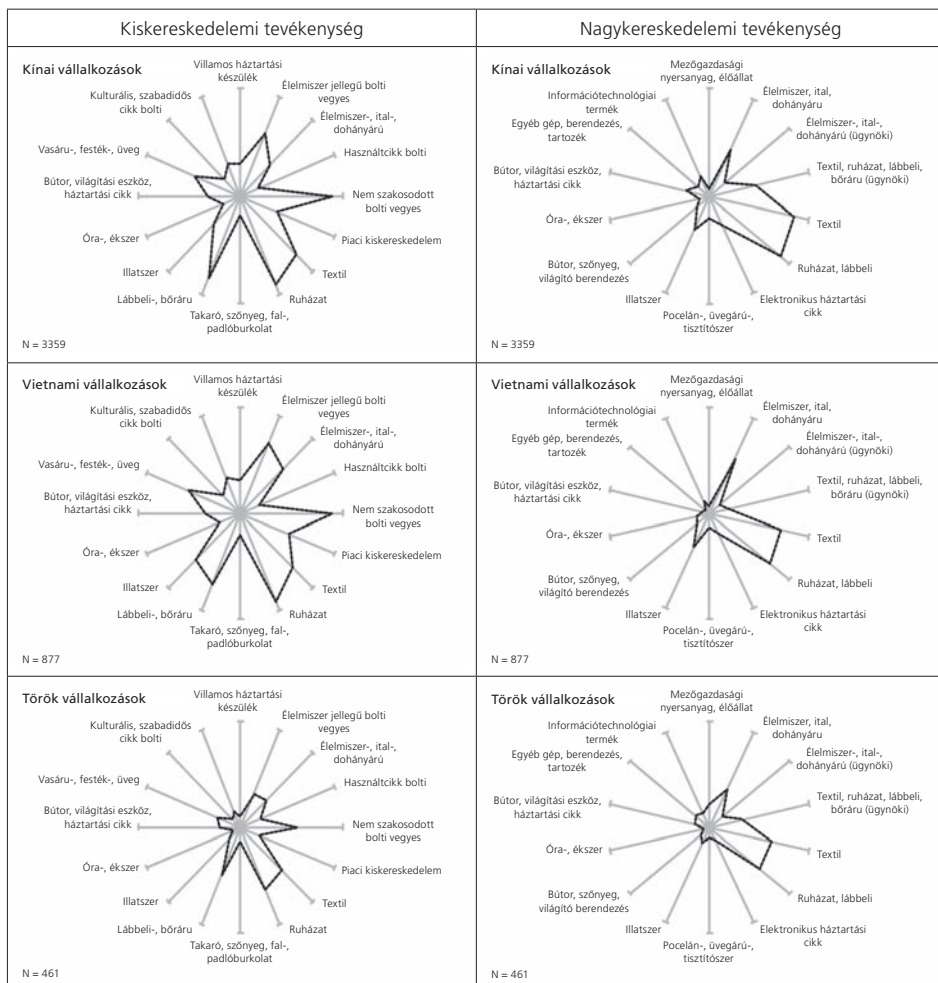 Kiskereskedelemi tevékenység
Nagykereskedelemi tevékenység
Kínai vállalkozások
Villamos háztartási
készülék
Élelmiszer jellegű bolti
vegyes
Élelmiszer-, ital-,
dohányárú
Használtcikk bolti
Nem szakosodott
bolti vegyes
Piaci kiskereskedelem
Textil
Ruházat
Takaró, szőnyeg, fal-,
padlóburkolat
Lábbeli-, bőráru
Illatszer
Óra-, ékszer
Bútor, világítási eszköz,
háztartási cikk
Vasáru-, festék-, üveg
Kulturális, szabadidős
cikk bolti
N = 3359
Kínai vállalkozások
Mezőgazdasági
nyersanyag, élőállat
Élelmiszer, ital,
dohányáru
Élelmiszer-, ital-,
dohányárú (ügynöki)
Textil, ruházat, lábbeli,
bőráru (ügynöki)
Textil
Ruházat, lábbeli
Elektronikus háztartási
cikk
Pocelán-, üvegárú-,
tisztítószer
Illatszer
Bútor, szőnyeg,
világító berendezés
Óra-, ékszer
Bútor, világítási eszköz,
háztartási cikk
Egyéb gép, berendezés,
tartozék
Információtechnológiai
termék
N = 3359
Vietnami vállalkozások
Villamos háztartási
készülék
Élelmiszer jellegű bolti
vegyes
Élelmiszer-, ital-,
dohányárú
Használtcikk bolti
Nem szakosodott
bolti vegyes
Piaci kiskereskedelem
Textil
Ruházat
Takaró, szőnyeg, fal-,
padlóburkolat
Lábbeli-, bőráru
Illatszer
Óra-, ékszer
Bútor, világítási eszköz,
háztartási cikk
Vasáru-, festék-, üveg
Kulturális, szabadidős
cikk bolti
N = 877
Vietnami vállalkozások
Mezőgazdasági
nyersanyag, élőállat
Élelmiszer, ital,
dohányáru
Élelmiszer-, ital-,
dohányárú (ügynöki)
Textil, ruházat, lábbeli,
bőráru (ügynöki)
Textil
Ruházat, lábbeli
Elektronikus háztartási
cikk
Pocelán-, üvegárú-,
tisztítószer
Illatszer
Bútor, szőnyeg,
világító berendezés
Óra-, ékszer
Bútor, világítási eszköz,
háztartási cikk
Egyéb gép, berendezés,
tartozék
Információtechnológiai
termék
N = 877
Török vállalkozások
Villamos háztartási
készülék
Élelmiszer jellegű bolti
vegyes
Élelmiszer-, ital-,
dohányárú
Használtcikk bolti
Nem szakosodott
bolti vegyes
Piaci kiskereskedelem
Textil
Ruházat
Takaró, szőnyeg, fal-,
padlóburkolat
Lábbeli-, bőráru
Illatszer
Óra-, ékszer
Bútor, világítási eszköz,
háztartási cikk
Vasáru-, festék-, üveg
Kulturális, szabadidős
cikk bolti
N = 461
Török vállalkozások
Mezőgazdasági
nyersanyag, élőállat
Élelmiszer, ital,
dohányáru
Élelmiszer-, ital-,
dohányárú (ügynöki)
Textil, ruházat, lábbeli,
bőráru (ügynöki)
Textil
Ruházat, lábbeli
Elektronikus háztartási
cikk
Pocelán-, üvegárú-,
tisztítószer
Illatszer
Bútor, szőnyeg,
világító berendezés
Óra-, ékszer
Bútor, világítási eszköz,
háztartási cikk
Egyéb gép, berendezés,
tartozék
Információtechnológiai
termék
N = 461